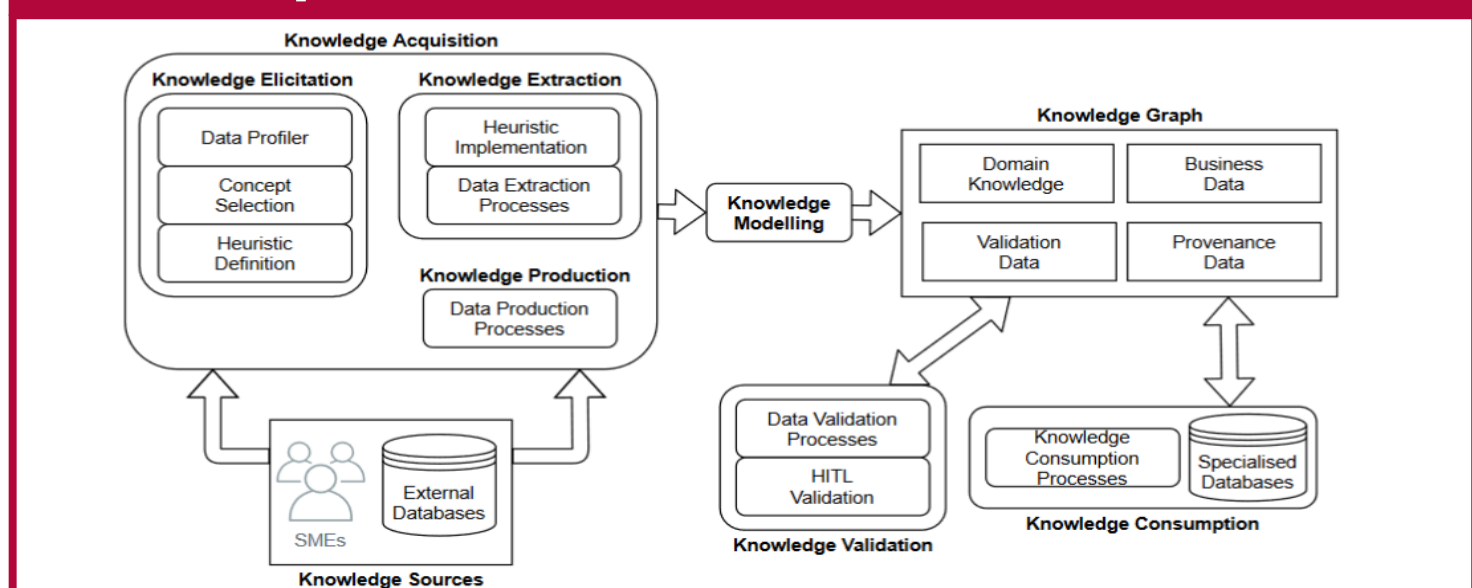 Knowledge Acquisition
Knowledge Elicitation
Data Profiler
Concept
Selection
Heuristic
Definition
Knowledge Extraction
Heuristic
Implementation
Data Extraction
Processes
Knowledge Production
Data Production
Processes
SMEs
External
Databases
Knowledge Sources
Knowledge
Modelling
Knowledge Graph
Domain
Knowledge
Business
Data
Validation
Data
Provenance
Data
Data Validation
Processes
HITL
Validation
Knowledge Validation
Knowledge
Consumption
Processes
Specialised
Databases
Knowledge Consumption